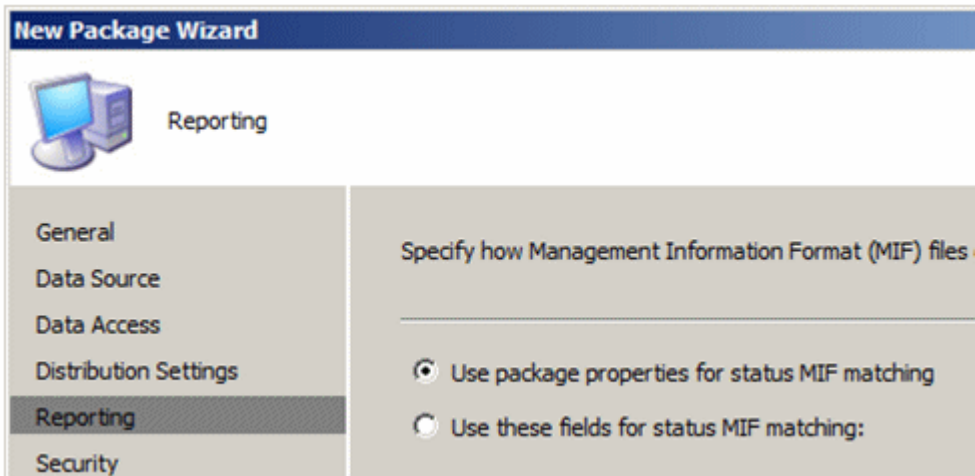 New Package Wizard
Reporting
General
Data Source
Data Access
Distribution Settings
Reporting
Security
Specify how Management Information Format (MIF) files
Use package properties for status MIF matching
Use these fields for status MIF matching: